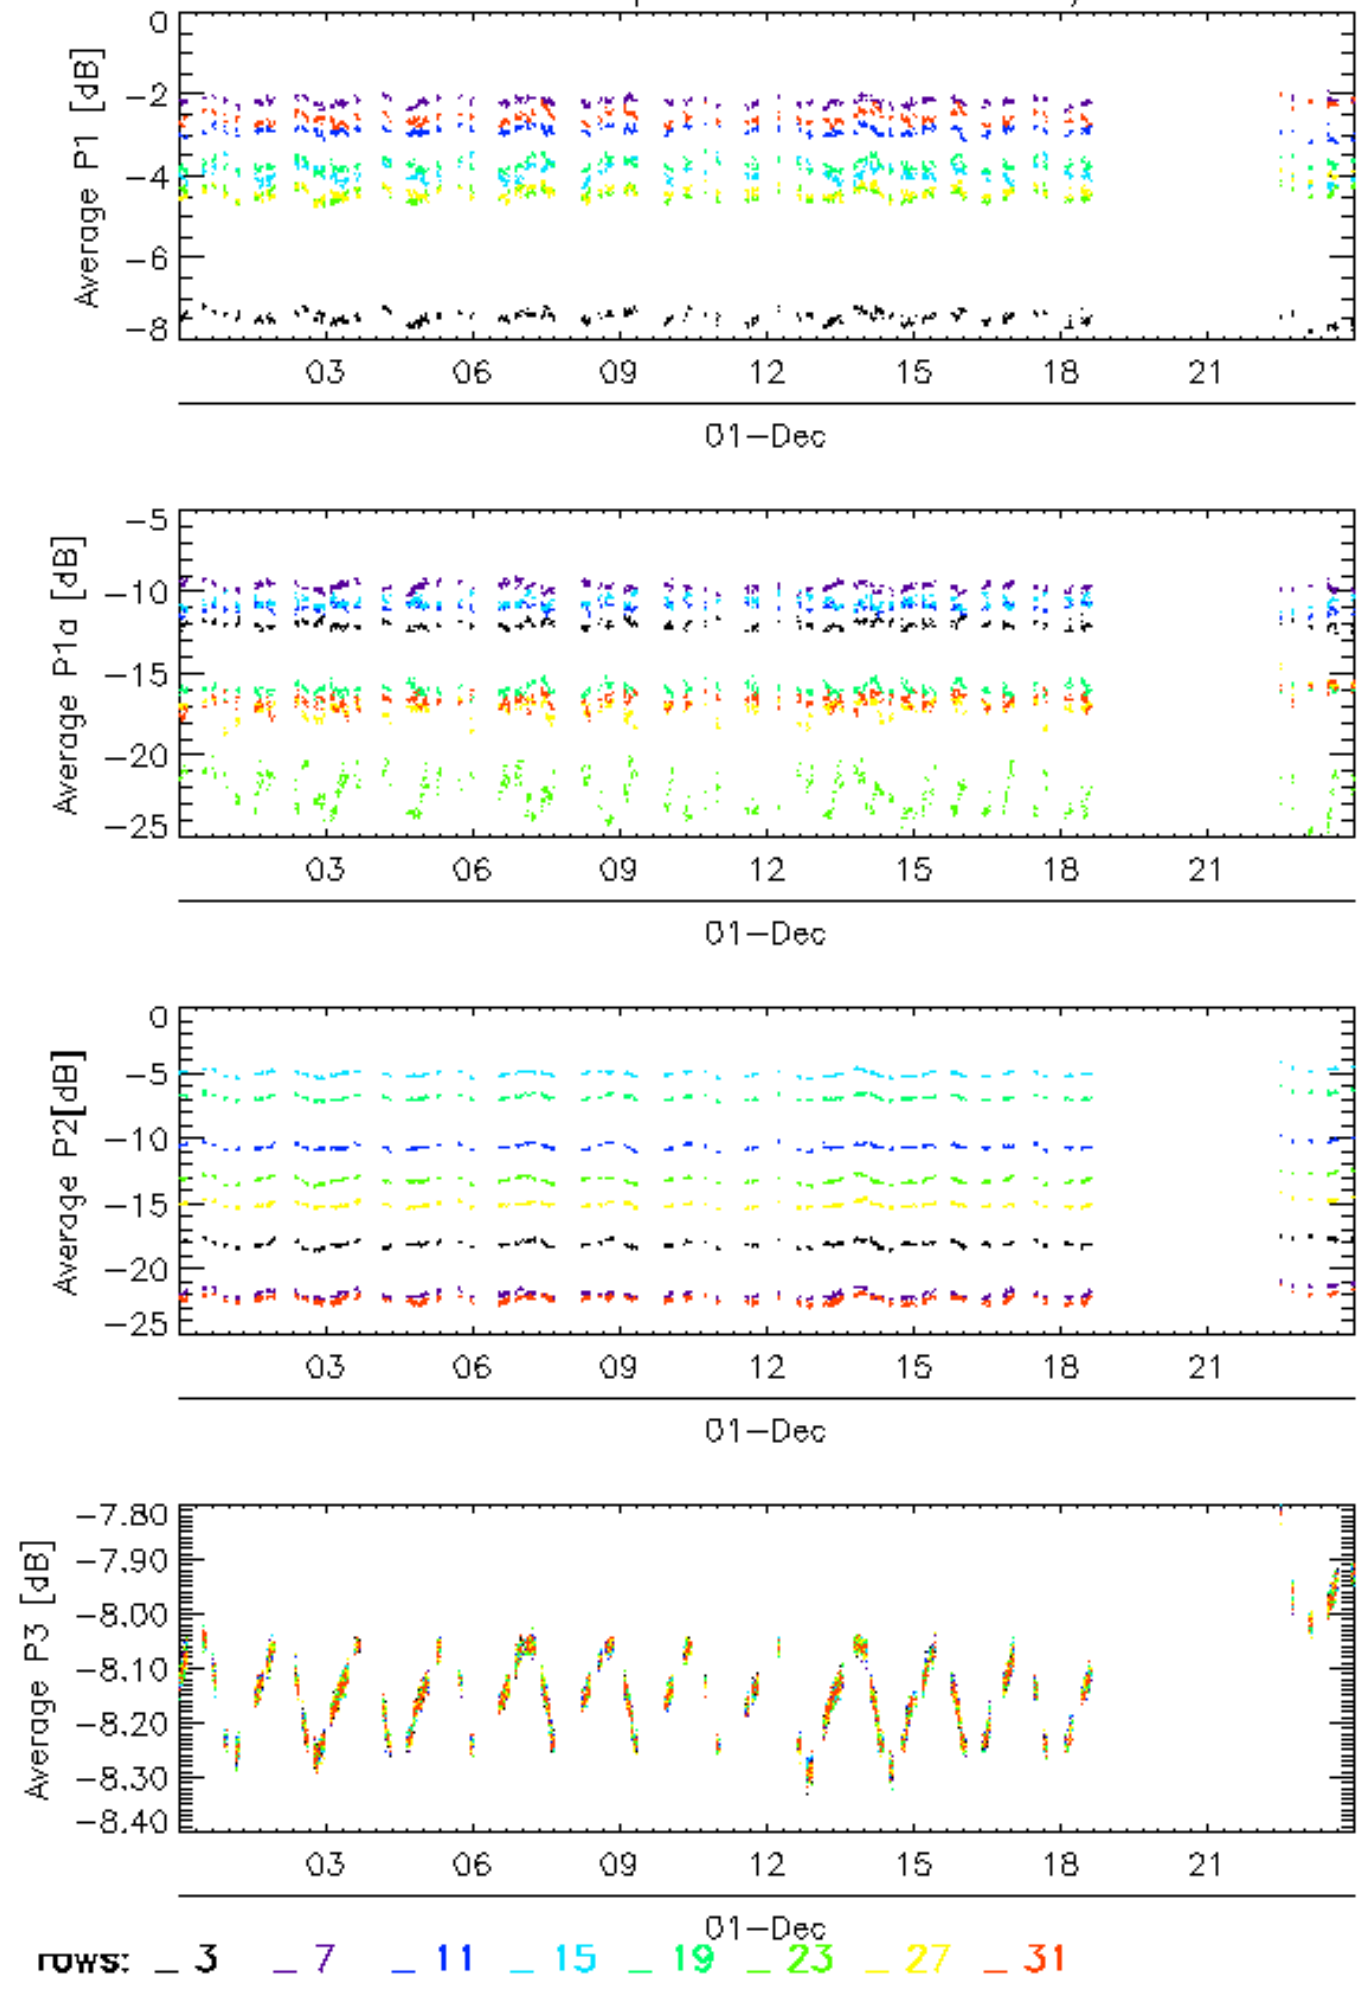 Average P1 [dB]
0
−2
−4
−6
−8
03 06 09 12 15 18 21
01−Dec
Average P1a [dB]
−5
−10
−15
−20
−25
03 06 09 12 15 18 21
01−Dec
Average P2[dB]
0
−5
−10
−15
−20
−25
03 06 09 12 15 18 21
01−Dec
Average P3 [dB]
−7.80
−7.90
−8.00
−8.10
−8.20
−8.30
−8.40
03 06 09 12 15 18 21
01−Dec
rows: _ 3 _ 7 _ 11 _ 15 _ 19 _ 23 _ 27 _ 31